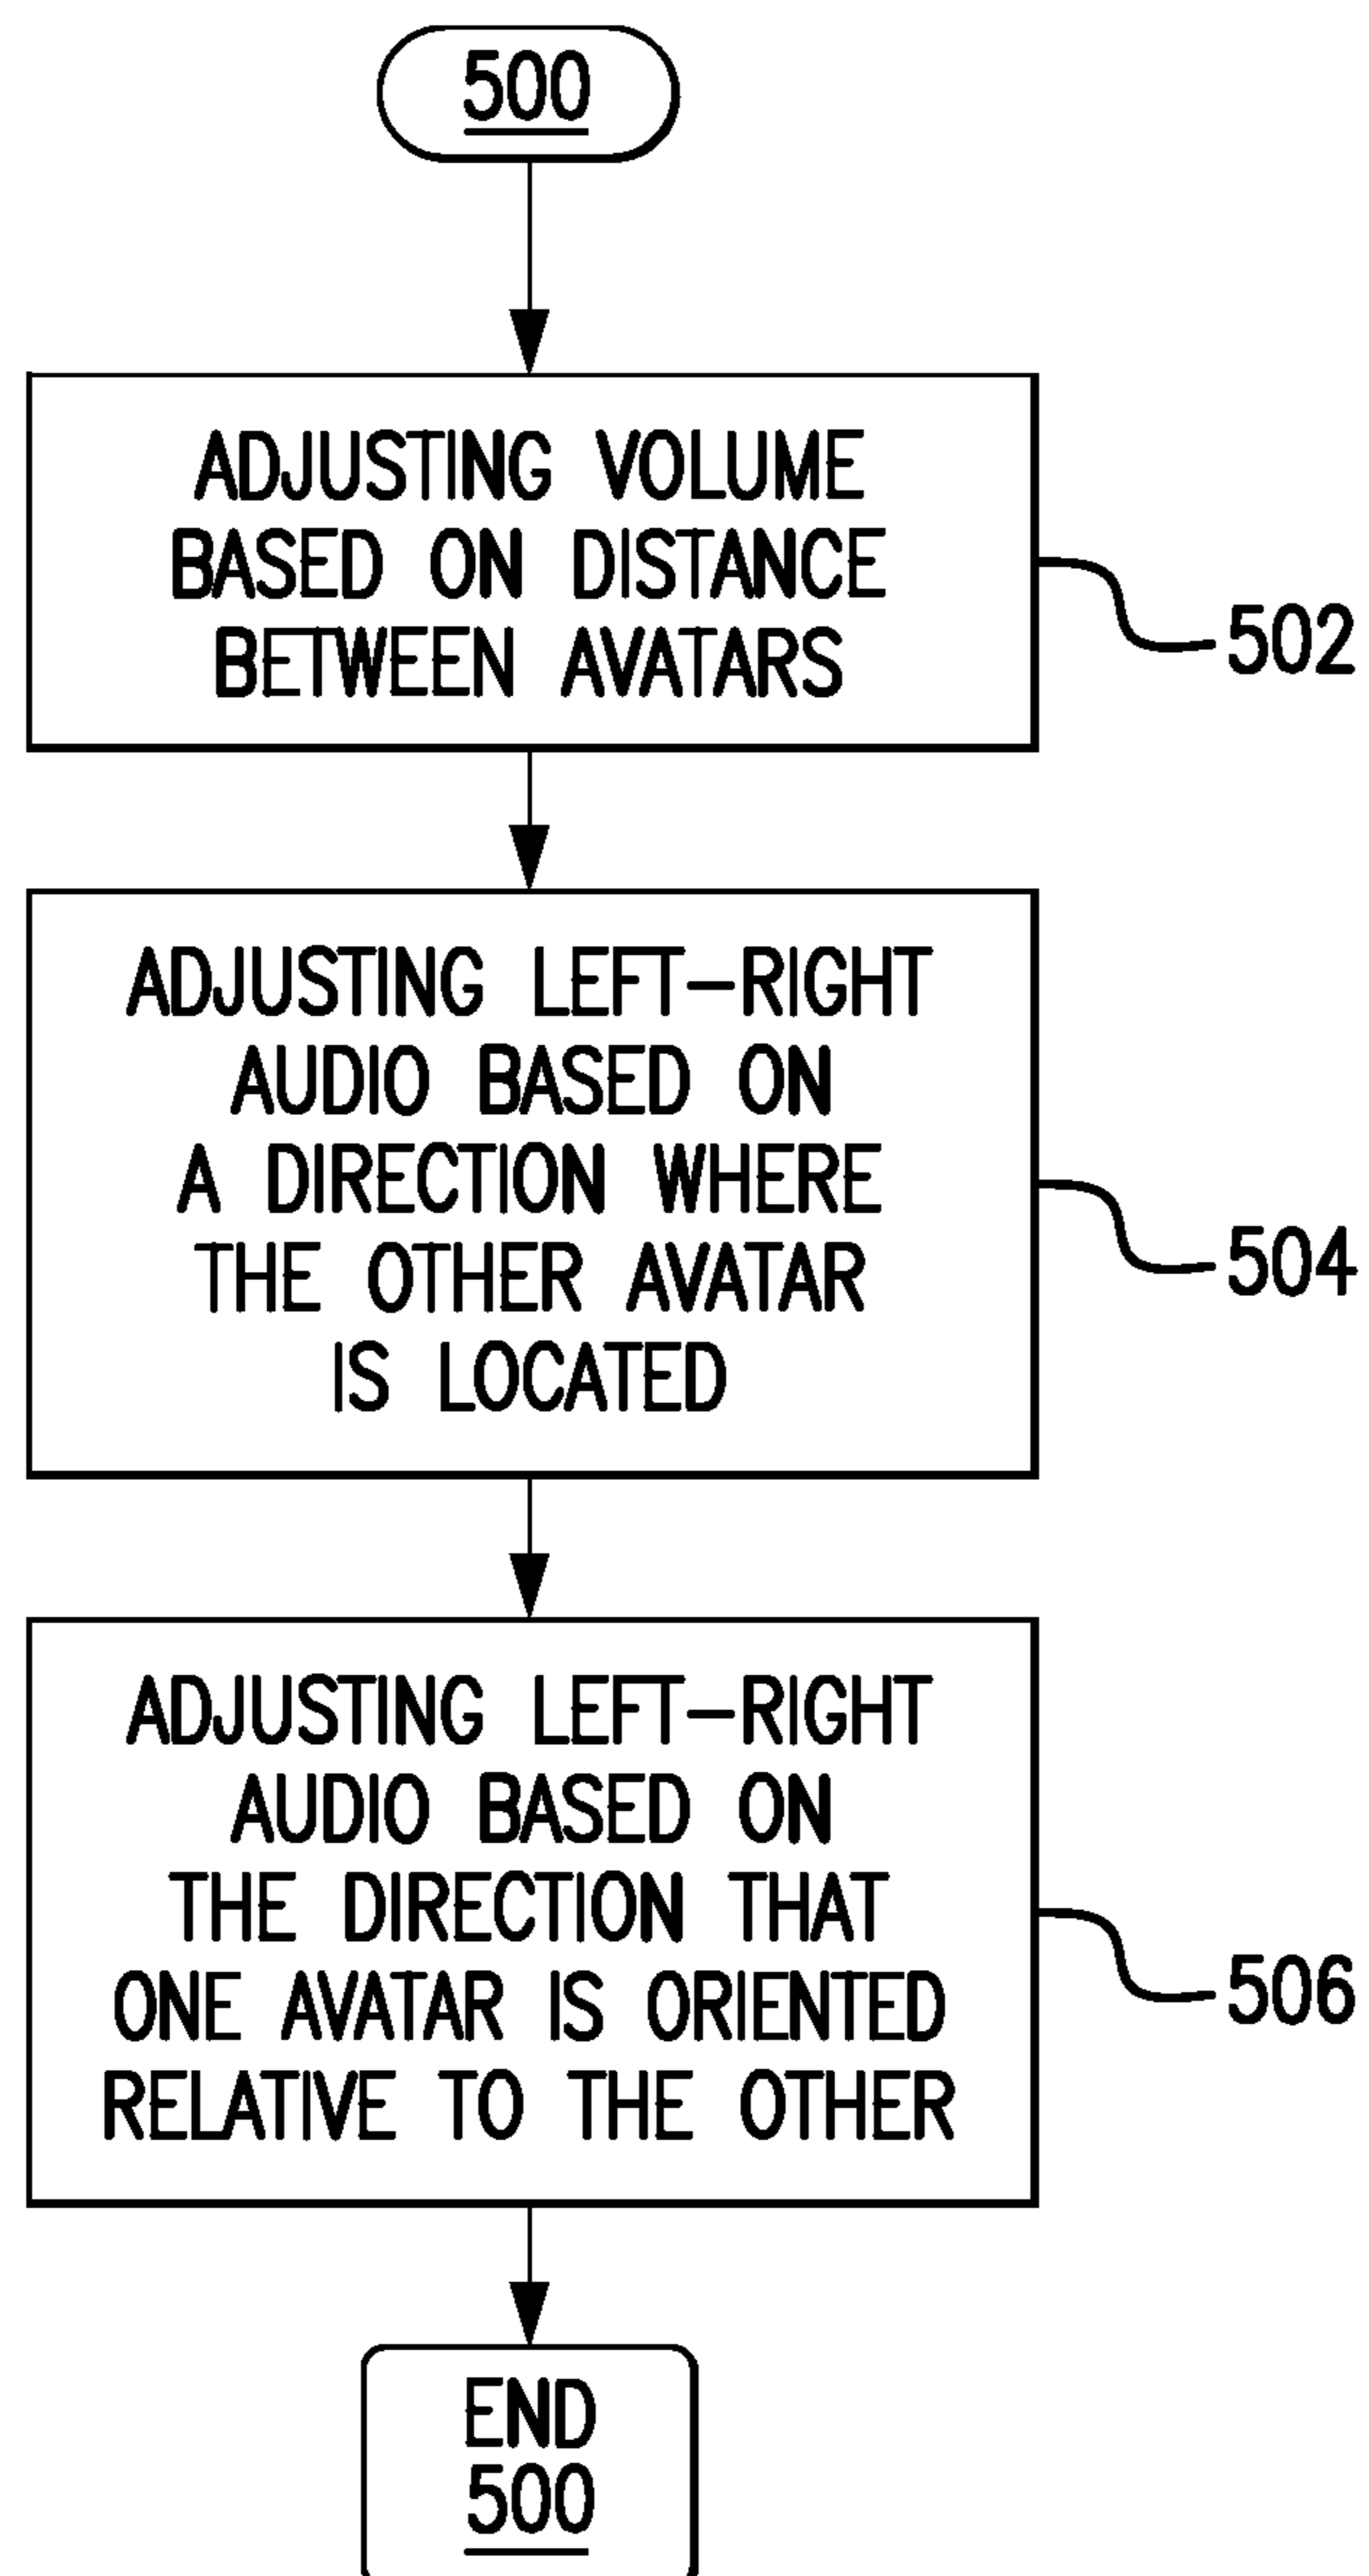 500
ADJUSTING VOLUME
BASED ON DISTANCE
BETWEEN AVATARS
502
ADJUSTING LEFT-RIGHT
AUDIO BASED ON
A DIRECTION WHERE
THE OTHER AVATAR
IS LOCATED
504
ADJUSTING LEFT-RIGHT
AUDIO BASED ON
THE DIRECTION THAT
ONE AVATAR IS ORIENTED
RELATIVE TO THE OTHER
506
END
500